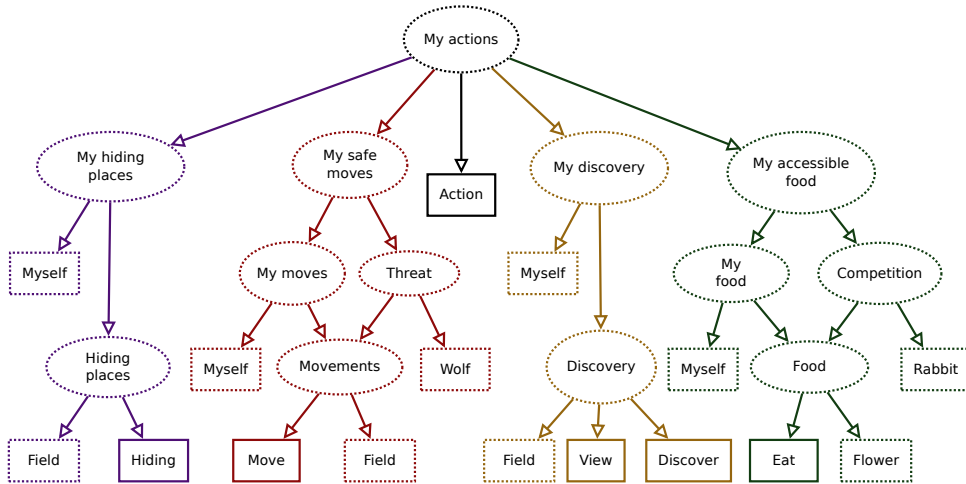 My actions
My hiding
places
My safe
moves
Action
My discovery
My accessible
food
Myself
My moves
Threat
Myself
My
food
Competition
Hiding
places
Myself
Movements
Wolf
Discovery
Myself
Food
Rabbit
Field
Hiding
Move
Field
Field
View
Discover
Eat
Flower